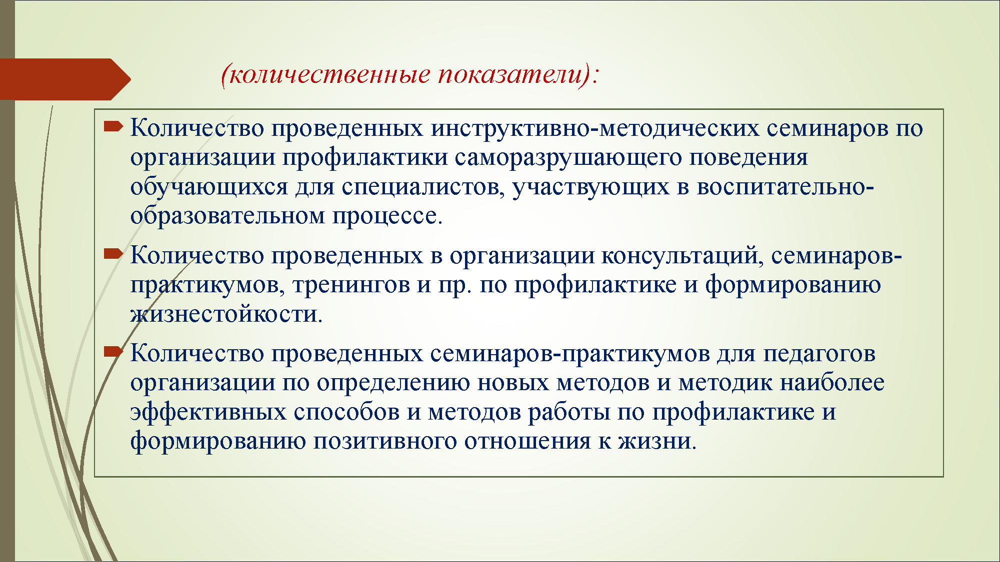 (количественные показатели):
Количество проведенных инструктивно-методических семинаров по
организации профилактики саморазрушающего поведения
обучающихся для специалистов, участвующих в воспитательно-
образовательном процессе.
Количество проведенных в организации консультаций, семинаров-
практикумов, тренингов и пр. по профилактике и формированию
жизнестойкости.
Количество проведенных семинаров-практикумов для педагогов
организации по определению новых методов и методик наиболее
эффективных способов и методов работы по профилактике и
формированию позитивного отношения к жизни.